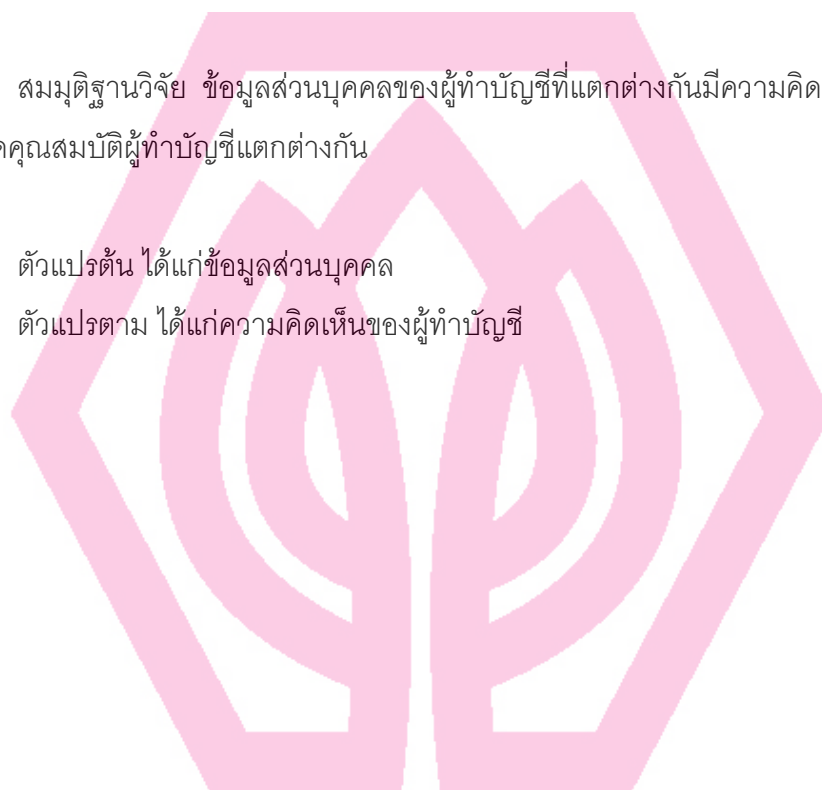 สมมุติฐานวิจัย ข้อมูลส่วนบุคคลของผู้ทำบัญชีที่แตกต่างกันมีความคิด
คุณสมบัติผู้ทำบัญชีแตกต่างกัน
ตัวแปรต้น ได้แก่ข้อมูลส่วนบุคคล
ตัวแปรตาม ได้แก่ความคิดเห็นของผู้ทำบัญชี